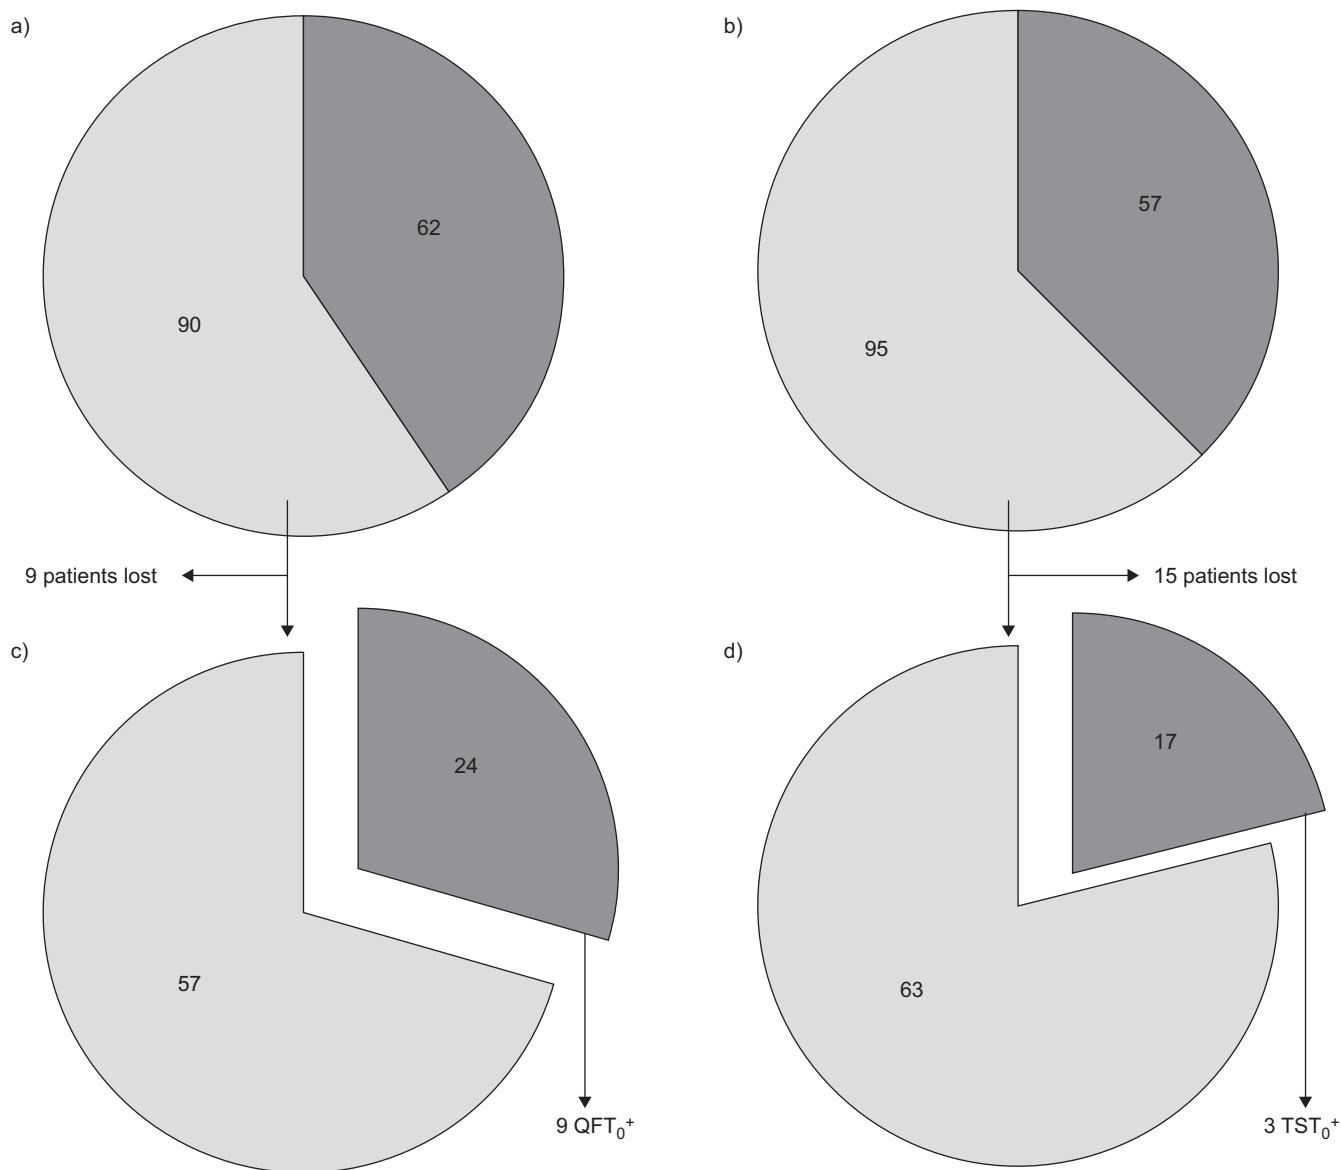 a)
62
90
b)
57
95
9 patients lost
15 patients lost
c)
24
57
9 QFT₀⁺
d)
17
63
3 TST₀⁺